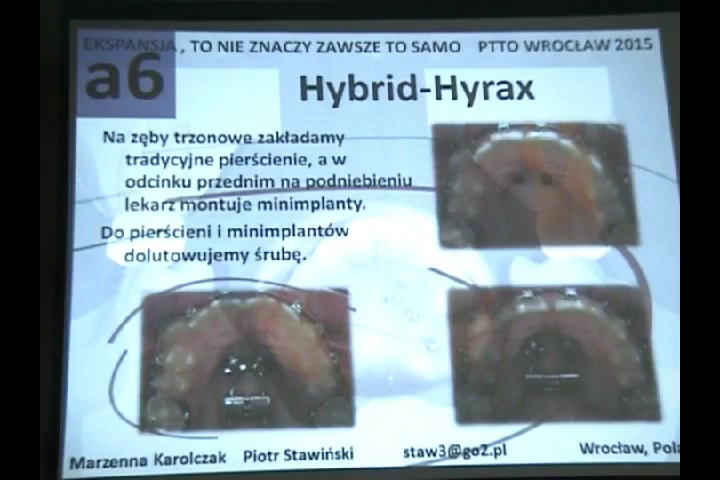 EKSPANSJA, TO NIE ZNACZY ZAWSZE TO SAMO PTTO WROCŁAW 2015
a6
Hybrid-Hyrax
Na zęby trzonowe zakładamy
tradycyjne pierścienie, a w
odcinku przednim na podniebieniu
lekarz montuje minimplanty.
Do pierścieni i minimplantów
dolutowujemy śrubę.
Marzenna Karolczak Piotr Stawiński staw3@go2.pl Wrocław, Pola